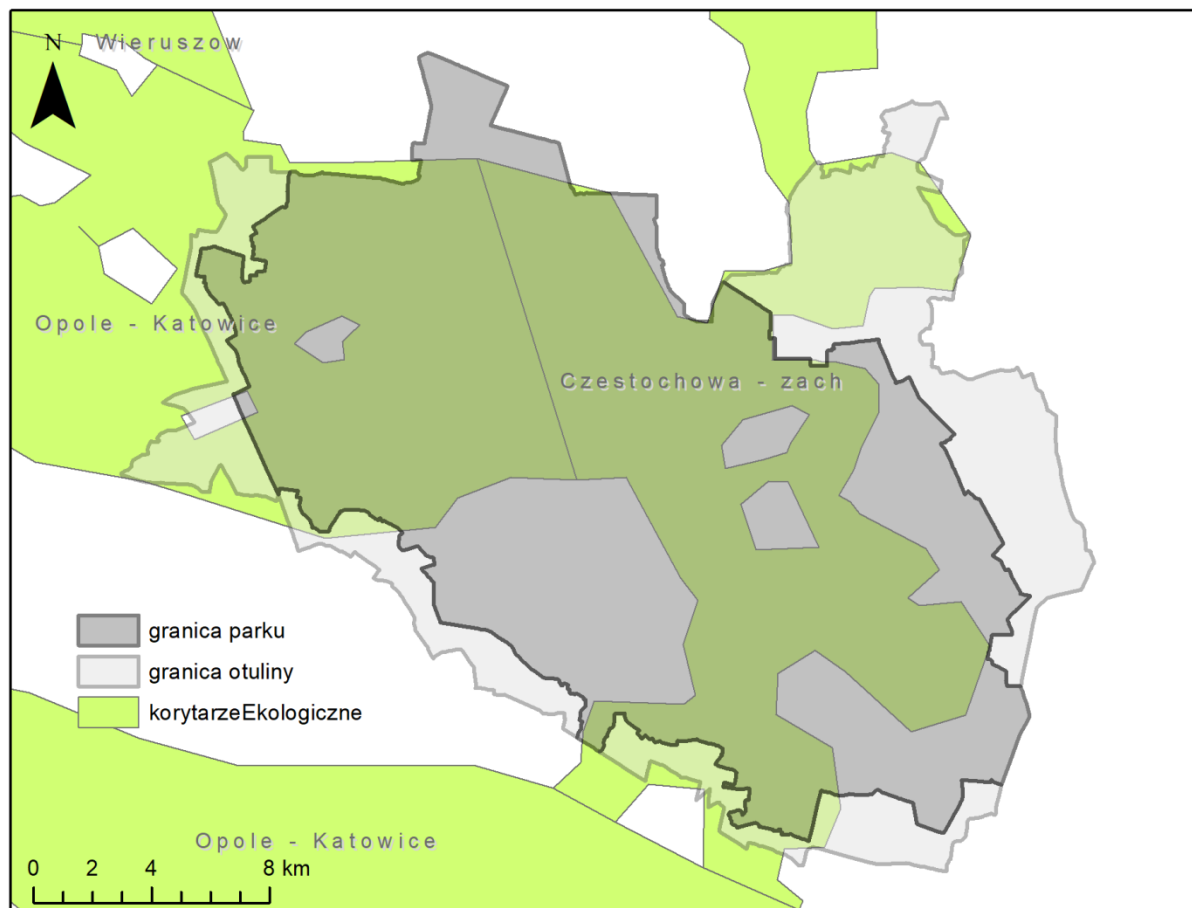 N
Wieruszow
Opole - Katowice
Czestochowa - zach
granica parku
granica otuliny
korytarzeEkologiczne
Opole - Katowice
0 2 4 8 km